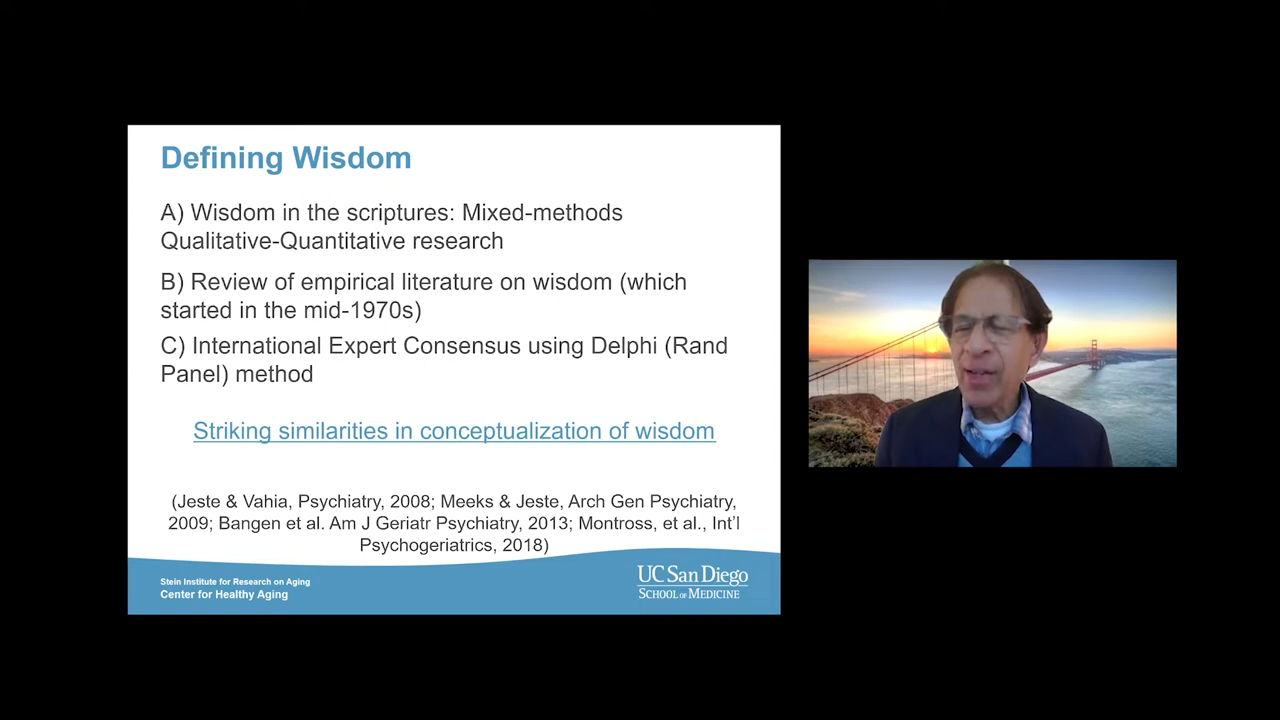 Defining Wisdom
A) Wisdom in the scriptures: Mixed-methods
Qualitative-Quantitative research
B) Review of empirical literature on wisdom (which
started in the mid-1970s)
C) International Expert Consensus using Delphi (Rand
Panel) method
Striking similarities in conceptualization of wisdom
(Jeste & Vahia, Psychiatry, 2008; Meeks & Jeste, Arch Gen Psychiatry,
2009; Bangen et al. Am J Geriatr Psychiatry, 2013; Montross, et al., Int’l
Psychogeriatrics, 2018)
Stein Institute for Research on Aging
Center for Healthy Aging
UC San Diego
SCHOOL OF MEDICINE